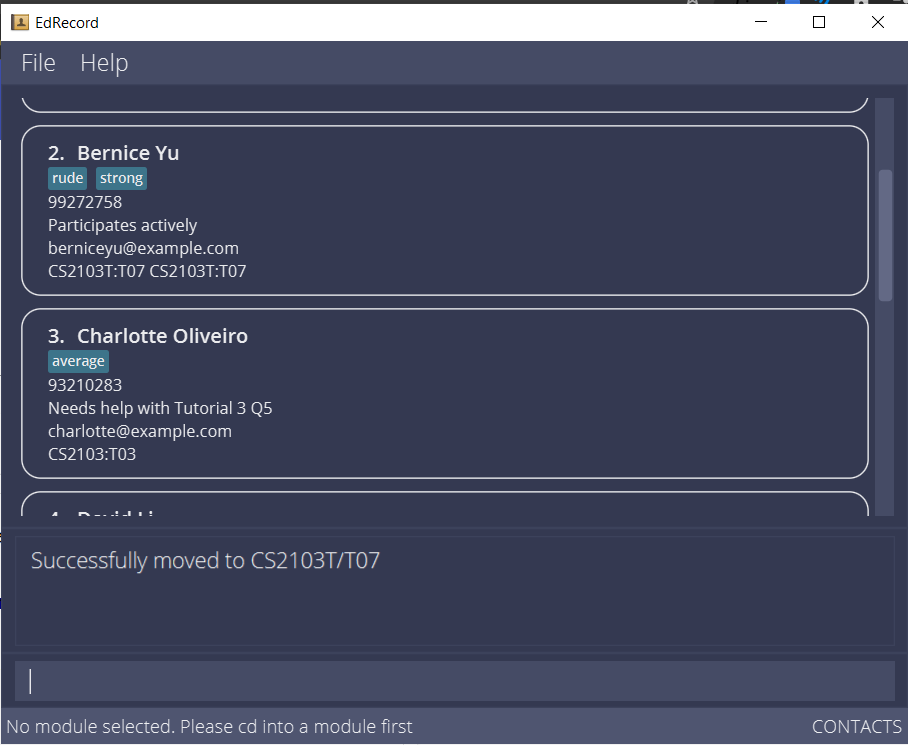 EdRecord
File Help
2. Bernice Yu
rude strong
99272758
Participates actively
berniceyu@example.com
CS2103T:T07 CS2103T:T07
3. Charlotte Oliveiro
average
93210283
Needs help with Tutorial 3 Q5
charlotte@example.com
CS2103:T03
4. David Li
Successfully moved to CS2103T/T07
No module selected. Please cd into a module first
CONTACTS